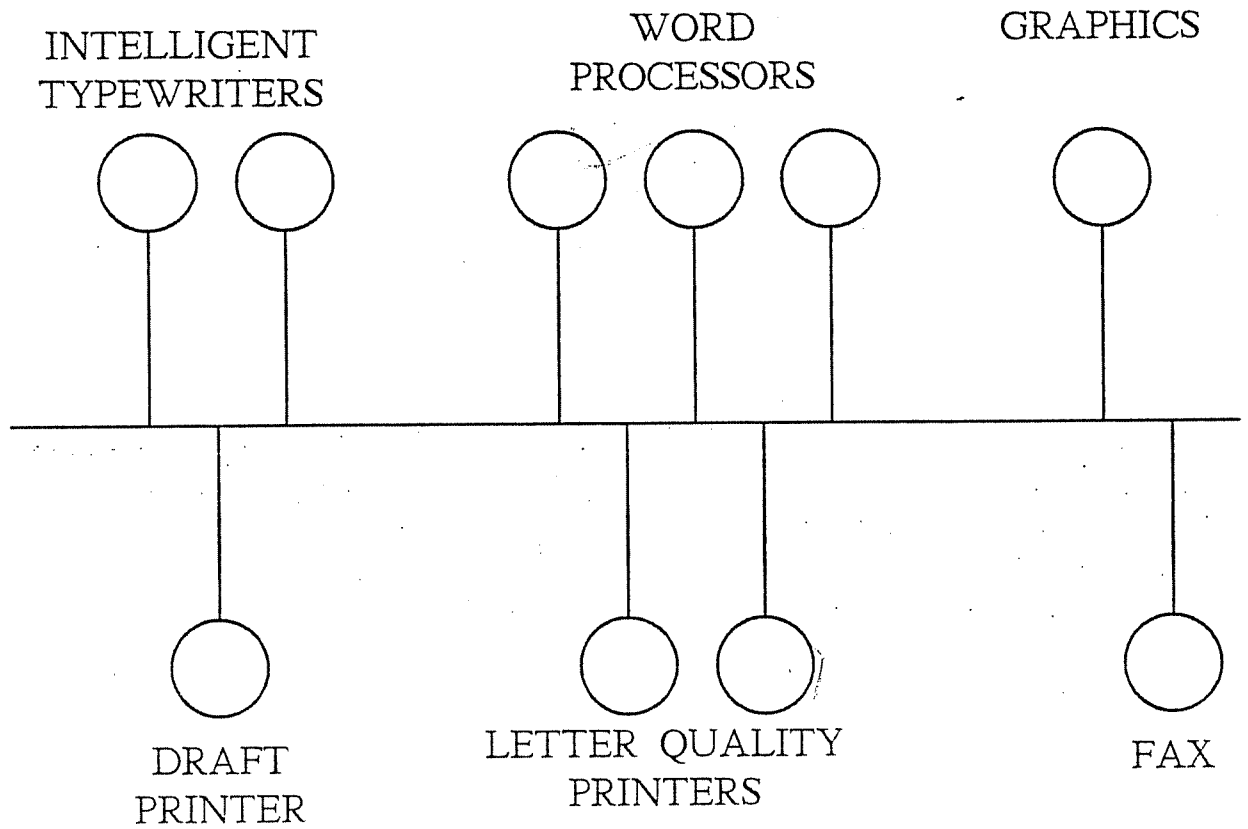 INTELLIGENT
TYPEWRITERS
WORD
PROCESSORS
GRAPHICS
DRAFT
PRINTER
LETTER QUALITY
PRINTERS
FAX